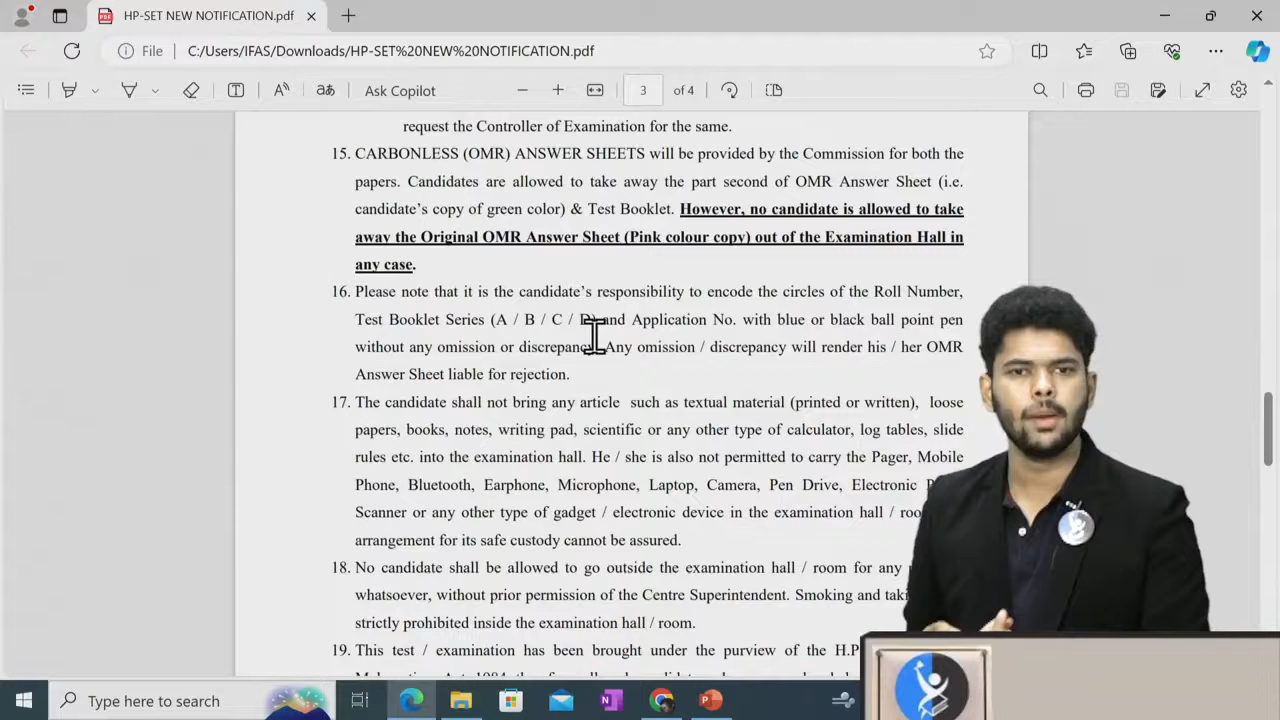 HP-SET NEW NOTIFICATION.pdf
File C:/Users/IFAS/Downloads/HP-SET%20NEW%20NOTIFICATION.pdf
Ask Copilot 3 of 4
request the Controller of Examination for the same.
15. CARBONLESS (OMR) ANSWER SHEETS will be provided by the Commission for both the
papers. Candidates are allowed to take away the part second of OMR Answer Sheet (i.e.
candidate's copy of green color) & Test Booklet. However, no candidate is allowed to take
away the Original OMR Answer Sheet (Pink colour copy) out of the Examination Hall in
any case.
16. Please note that it is the candidate's responsibility to encode the circles of the Roll Number,
Test Booklet Series (A / B / C / D) and Application No. with blue or black ball point pen
without any omission or discrepancy. Any omission / discrepancy will render his / her OMR
Answer Sheet liable for rejection.
17. The candidate shall not bring any article such as textual material (printed or written), loose
papers, books, notes, writing pad, scientific or any other type of calculator, log tables, slide
rules etc. into the examination hall. He / she is also not permitted to carry the Pager, Mobile
Phone, Bluetooth, Earphone, Microphone, Laptop, Camera, Pen Drive, Electronic
Scanner or any other type of gadget / electronic device in the examination hall /
arrangement for its safe custody cannot be assured.
18. No candidate shall be allowed to go outside the examination hall / room for any
whatsoever, without prior permission of the Centre Superintendent. Smoking and
strictly prohibited inside the examination hall / room.
19. This test / examination has been brought under the purview of the
Type here to search